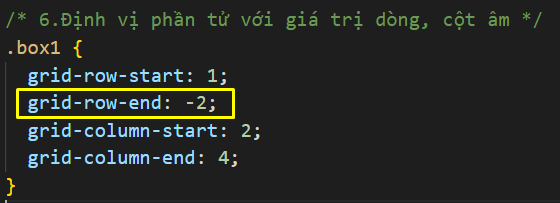 /* 6.Định vị phần tử với giá trị dòng, cột âm */
.box1 {
  grid-row-start: 1;
  grid-row-end: -2;
  grid-column-start: 2;
  grid-column-end: 4;
}